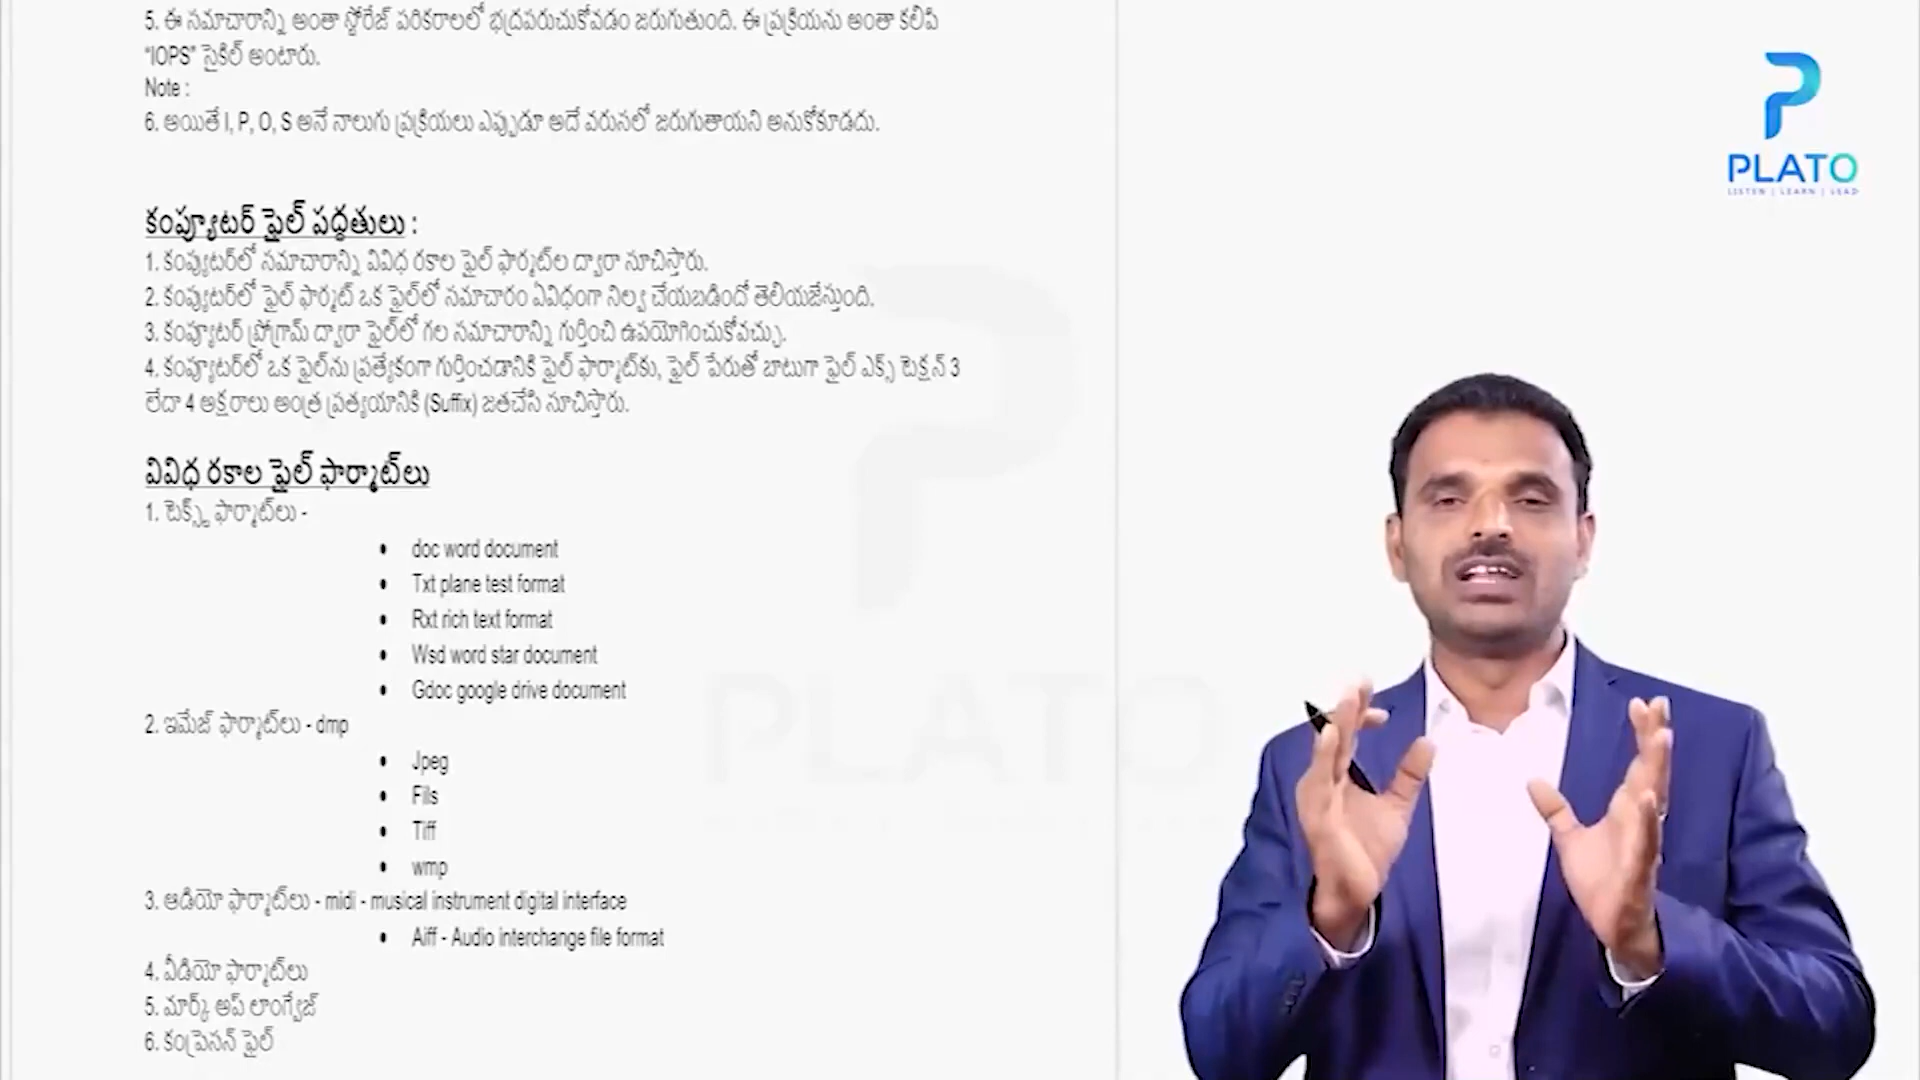 5. ఈ సమాచారాన్ని అంతా స్టోరేజ్ పరికరాలలో భద్రపరుచుకోవడం జరుగుతుంది. ఈ ప్రక్రియను అంతా కలిపి
“IOPS” సైకిల్ అంటారు.
Note :
6. అయితే I, P, O, S అనే నాలుగు ప్రక్రియలు ఎప్పుడూ అదే వరుసలో జరుగుతాయని అనుకోకూడదు.
PLATO
LISTEN | LEARN | LEAD
కంప్యూటర్ ఫైల్ పద్ధతులు :
1. కంప్యుటర్‌లో సమాచారాన్ని వివిధ రకాల ఫైల్ ఫార్మట్‌ల ద్వారా సూచిస్తారు.
2. కంప్యుటర్‌లో ఫైల్ ఫార్మట్ ఒక ఫైల్‌లో సమాచారం ఏవిధంగా నిల్వ చేయబడిందో తెలియజేస్తుంది.
3. కంప్యూటర్ ప్రోగ్రామ్ ద్వారా ఫైల్‌లో గల సమాచారాన్ని గుర్తించి ఉపయోగించుకోవచ్చు.
4. కంప్యూటర్‌లో ఒక ఫైల్‌ను ప్రత్యేకంగా గుర్తించడానికి ఫైల్ ఫార్మాట్‌కు, ఫైల్ పేరుతో బాటుగా ఫైల్ ఎక్స్ టెక్షన్ 3
లేదా 4 అక్షరాలు అంత్ర ప్రత్యయానికి (Suffix) జతచేసి సూచిస్తారు.
వివిధ రకాల ఫైల్ ఫార్మాట్‌లు
1. టెక్స్ట్ ఫార్మాట్‌లు -
• doc word document
• Txt plane test format
• Rxt rich text format
• Wsd word star document
• Gdoc google drive document
2. ఇమేజ్ ఫార్మాట్‌లు - dmp
• Jpeg
• Fils
• Tiff
• wmp
3. ఆడియో ఫార్మాట్‌లు - midi - musical instrument digital interface
• Aiff - Audio interchange file format
4. వీడియో ఫార్మాట్‌లు
5. మార్క్ అప్ లాంగ్వేజ్
6. కంప్రెసన్ ఫైల్
PLATO